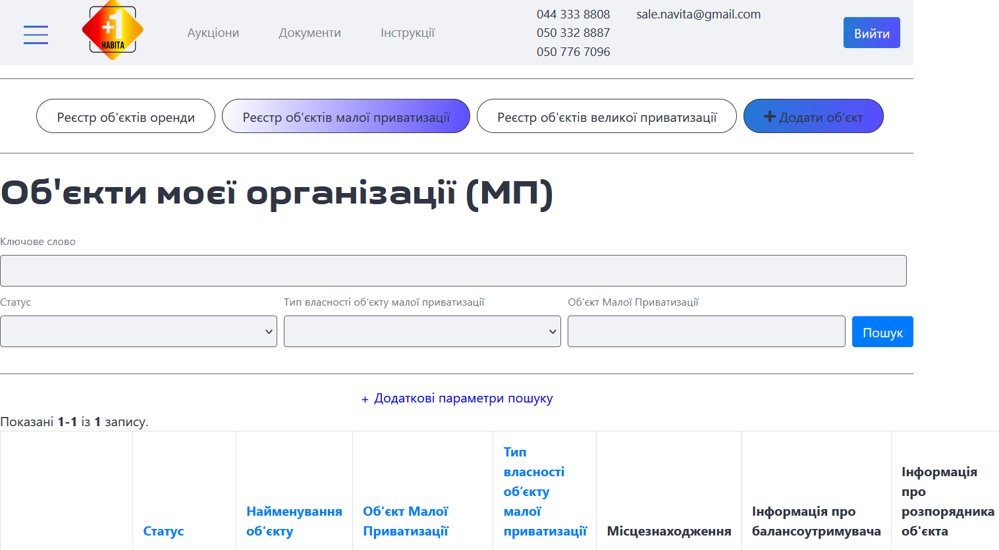 +1
НАВІТА
Аукціони
Документи
Інструкції
044 333 8808
050 332 8887
050 776 7096
sale.navita@gmail.com
Вийти
Реєстр об'єктів оренди
Реєстр об'єктів малої приватизації
Реєстр об'єктів великої приватизації
+ Додати об'єкт
Об'єкти моєї організації (МП)
Ключове слово
Статус
Тип власності об’єкту малої приватизації
Об'єкт Малої Приватизації
Пошук
+ Додаткові параметри пошуку
Показані 1-1 із 1 запису.
Статус
Найменування
об'єкту
Об'єкт Малої
Приватизації
Тип
власності
об’єкту
малої
приватизації
Місцезнаходження
Інформація про
балансоутримувача
Інформація
про
розпорядника
об'єкта